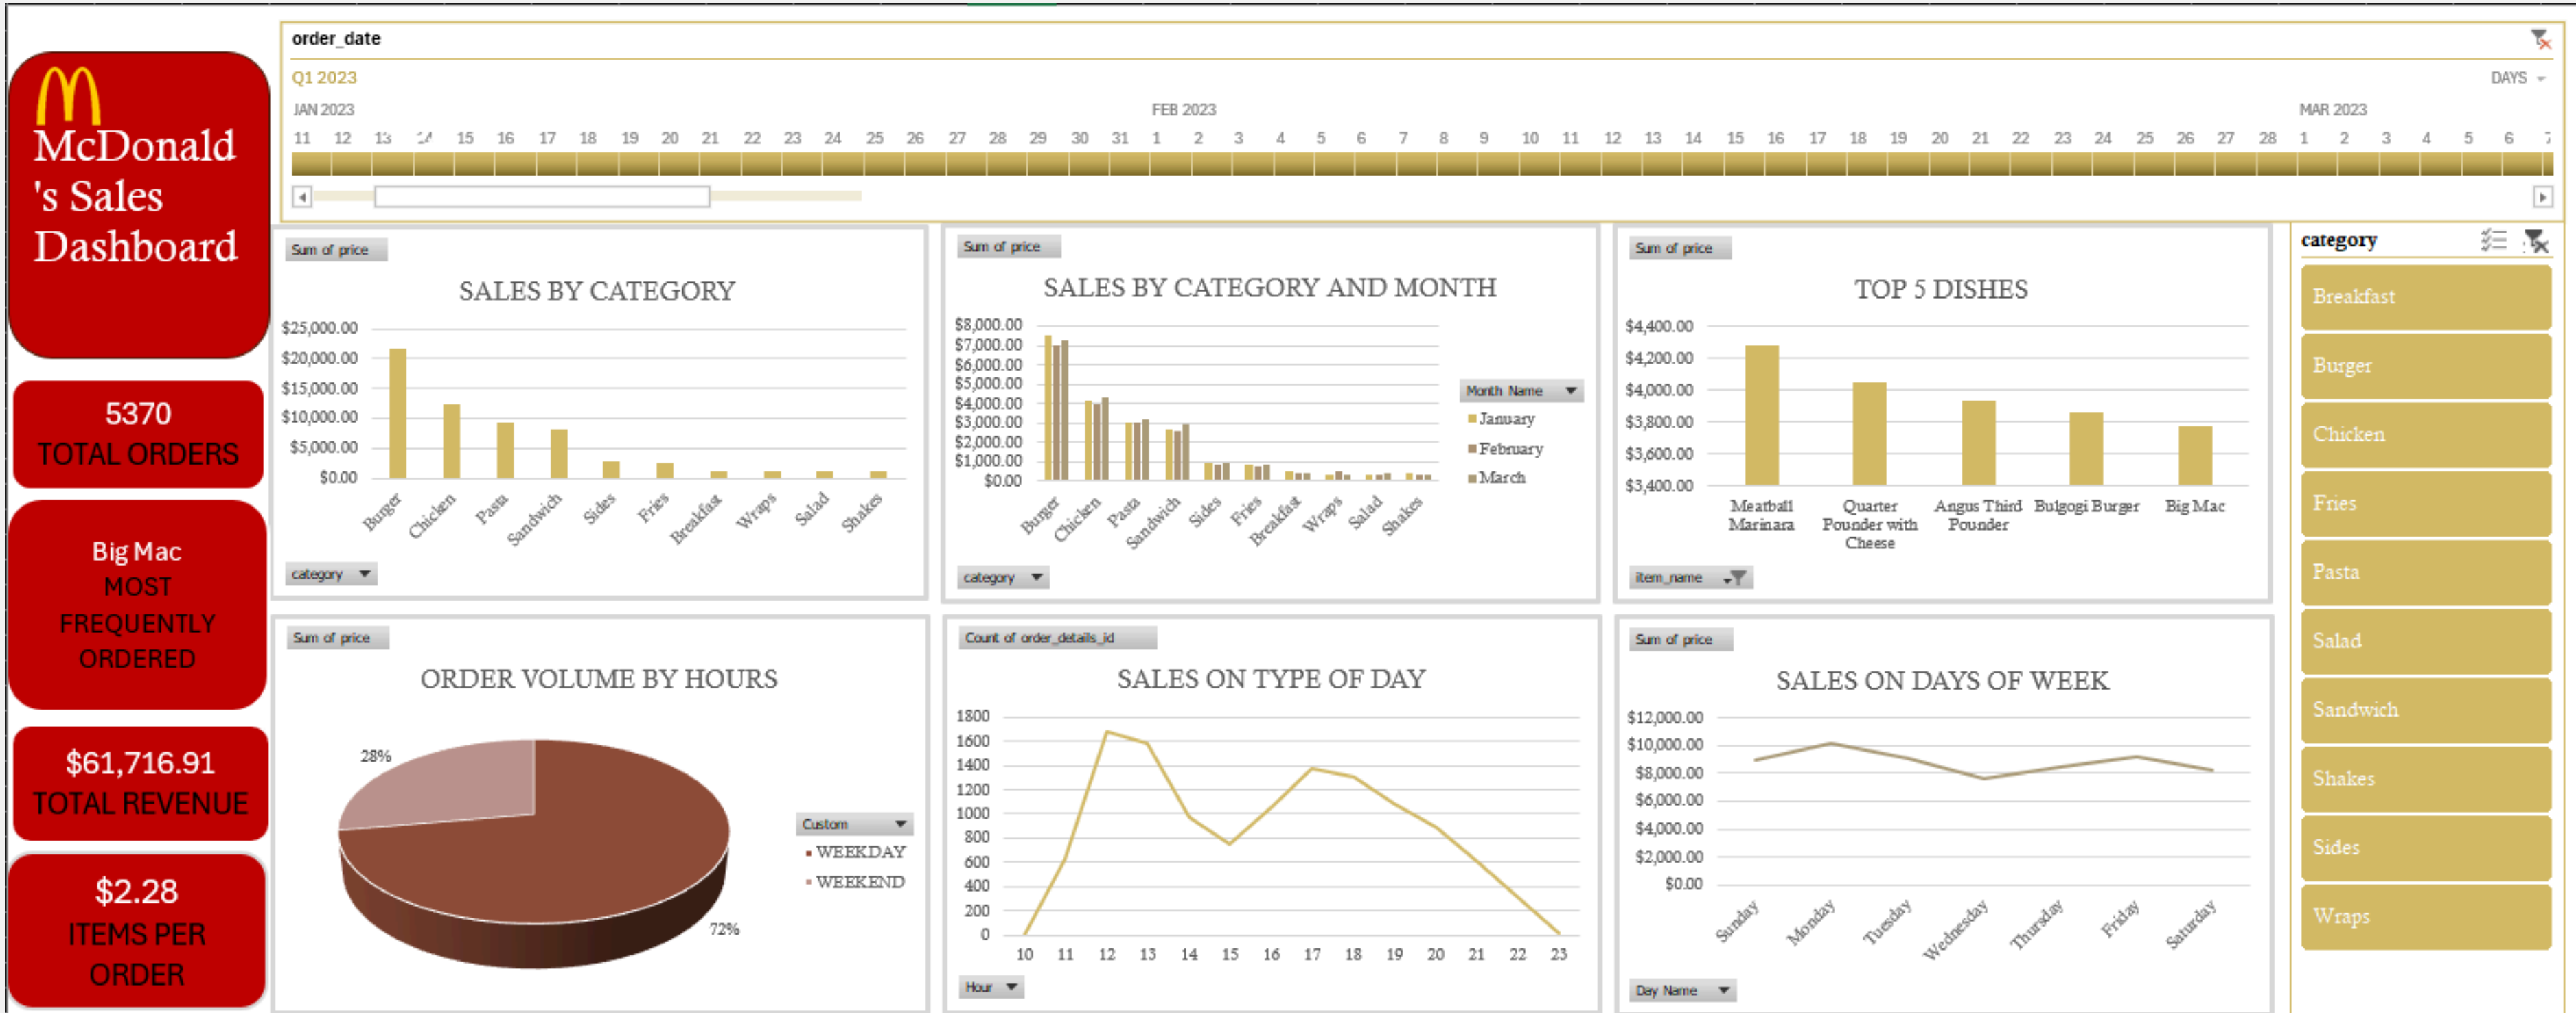 order_date
Q1 2023
DAYS
JAN 2023 FEB 2023 MAR 2023
11 12 13 14 15 16 17 18 19 20 21 22 23 24 25 26 27 28 29 30 31 1 2 3 4 5 6 7 8 9 10 11 12 13 14 15 16 17 18 19 20 21 22 23 24 25 26 27 28 1 2 3 4 5 6 7
McDonald
's Sales
Dashboard
5370
TOTAL ORDERS
Big Mac
MOST
FREQUENTLY
ORDERED
$61,716.91
TOTAL REVENUE
$2.28
ITEMS PER
ORDER
Sum of price
SALES BY CATEGORY
$25,000.00
$20,000.00
$15,000.00
$10,000.00
$5,000.00
$0.00
Burger Chicken Pasta Sandwich Sides Fries Breakfast Wraps Salad Shakes
category
Sum of price
SALES BY CATEGORY AND MONTH
$8,000.00
$7,000.00
$6,000.00
$5,000.00
$4,000.00
$3,000.00
$2,000.00
$1,000.00
$0.00
Burger Chicken Pasta Sandwich Sides Fries Breakfast Wraps Salad Shakes
Month Name
January
February
March
category
Sum of price
TOP 5 DISHES
$4,400.00
$4,200.00
$4,000.00
$3,800.00
$3,600.00
$3,400.00
Meatball
Marinara
Quarter
Pounder with
Cheese
Angus Third
Pounder
Bulgogi Burger
Big Mac
item_name
category
Breakfast
Burger
Chicken
Fries
Pasta
Salad
Sandwich
Shakes
Sides
Wraps
Sum of price
ORDER VOLUME BY HOURS
28%
72%
Custom
WEEKDAY
WEEKEND
Count of order_details_id
SALES ON TYPE OF DAY
1800
1600
1400
1200
1000
800
600
400
200
0
10 11 12 13 14 15 16 17 18 19 20 21 22 23
Hour
Sum of price
SALES ON DAYS OF WEEK
$12,000.00
$10,000.00
$8,000.00
$6,000.00
$4,000.00
$2,000.00
$0.00
Sunday Monday Tuesday Wednesday Thursday Friday Saturday
Day Name